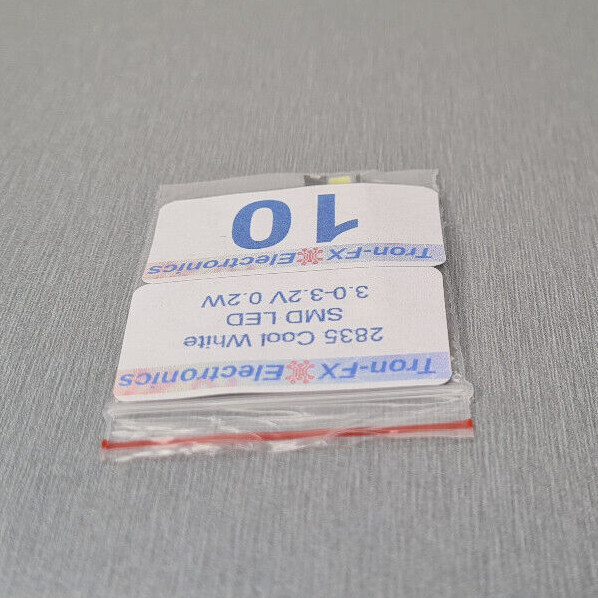 Tron-FX Electronics
2835 Cool White
SMD LED
3.0-3.2V 0.2W
Tron-FX Electronics
10